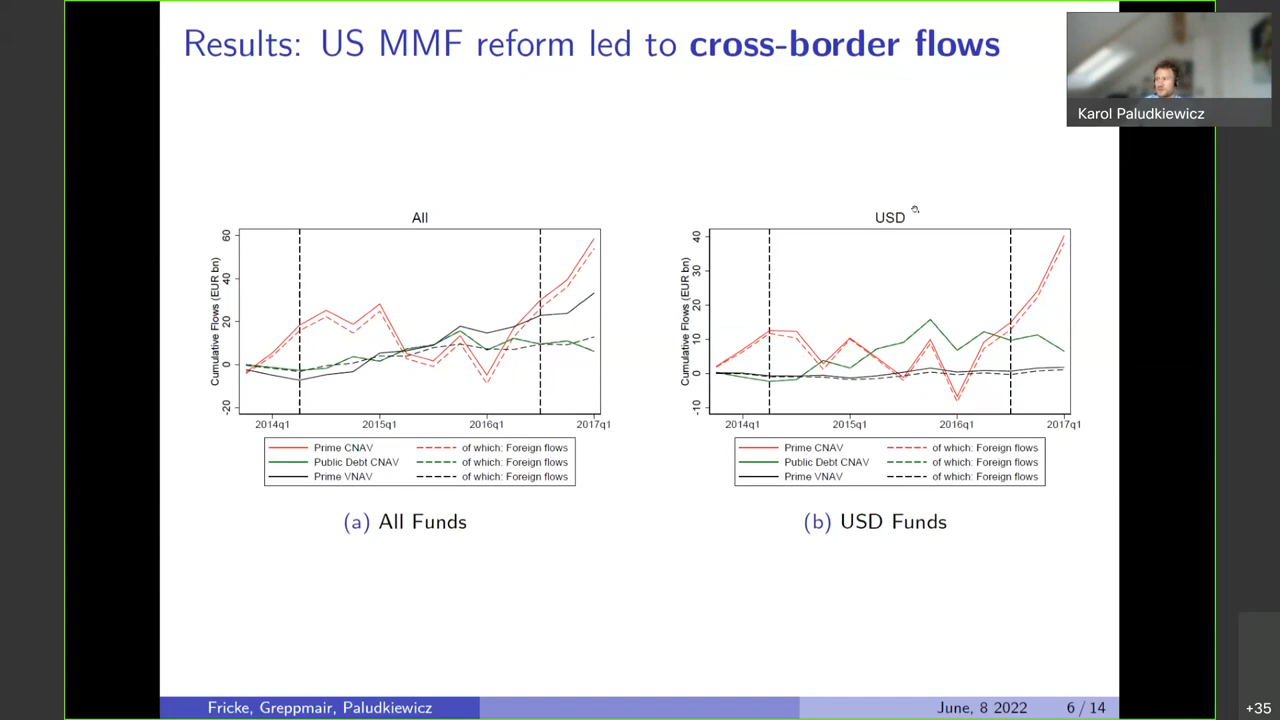 Results: US MMF reform led to cross-border flows
Karol Paludkiewicz
All
Cumulative Flows (EUR bn)
60
40
20
0
-20
2014q1 2015q1 2016q1 2017q1
Prime CNAV of which: Foreign flows
Public Debt CNAV of which: Foreign flows
Prime VNAV of which: Foreign flows
(a) All Funds
USD
Cumulative Flows (EUR bn)
40
30
20
10
0
-10
2014q1 2015q1 2016q1 2017q1
Prime CNAV of which: Foreign flows
Public Debt CNAV of which: Foreign flows
Prime VNAV of which: Foreign flows
(b) USD Funds
Fricke, Greppmair, Paludkiewicz June, 8 2022 6 / 14
+35